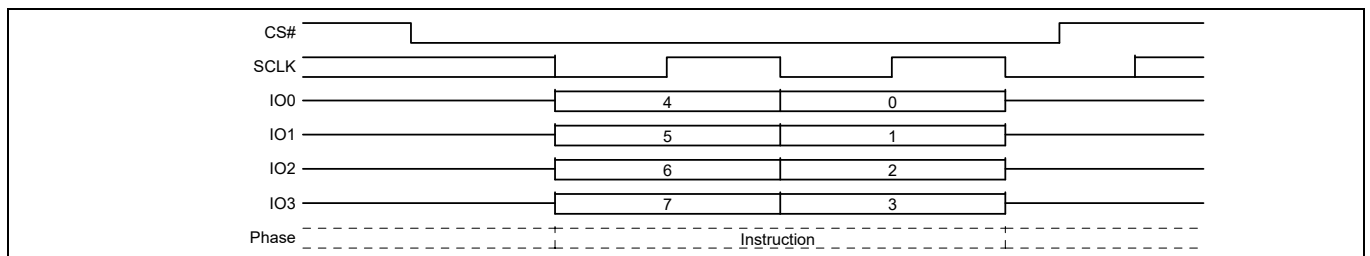 CS#
SCLK
IO0 4 0
IO1 5 1
IO2 6 2
IO3 7 3
Phase Instruction